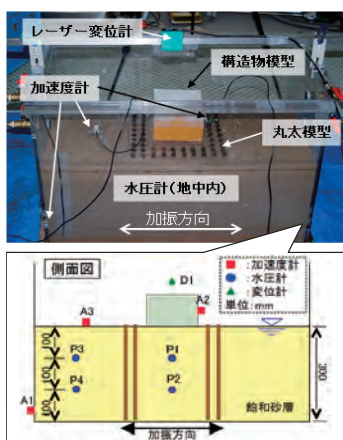 レーザー変位計
構造物模型
加速度計
丸太模型
水圧計(地中内)
加振方向
側面図
:加速度計
:水圧計
:変位計
単位:mm
D1
A2
A3
100
P3
P1
100
P4
P2
100
300
A1
飽和砂層
加振方向